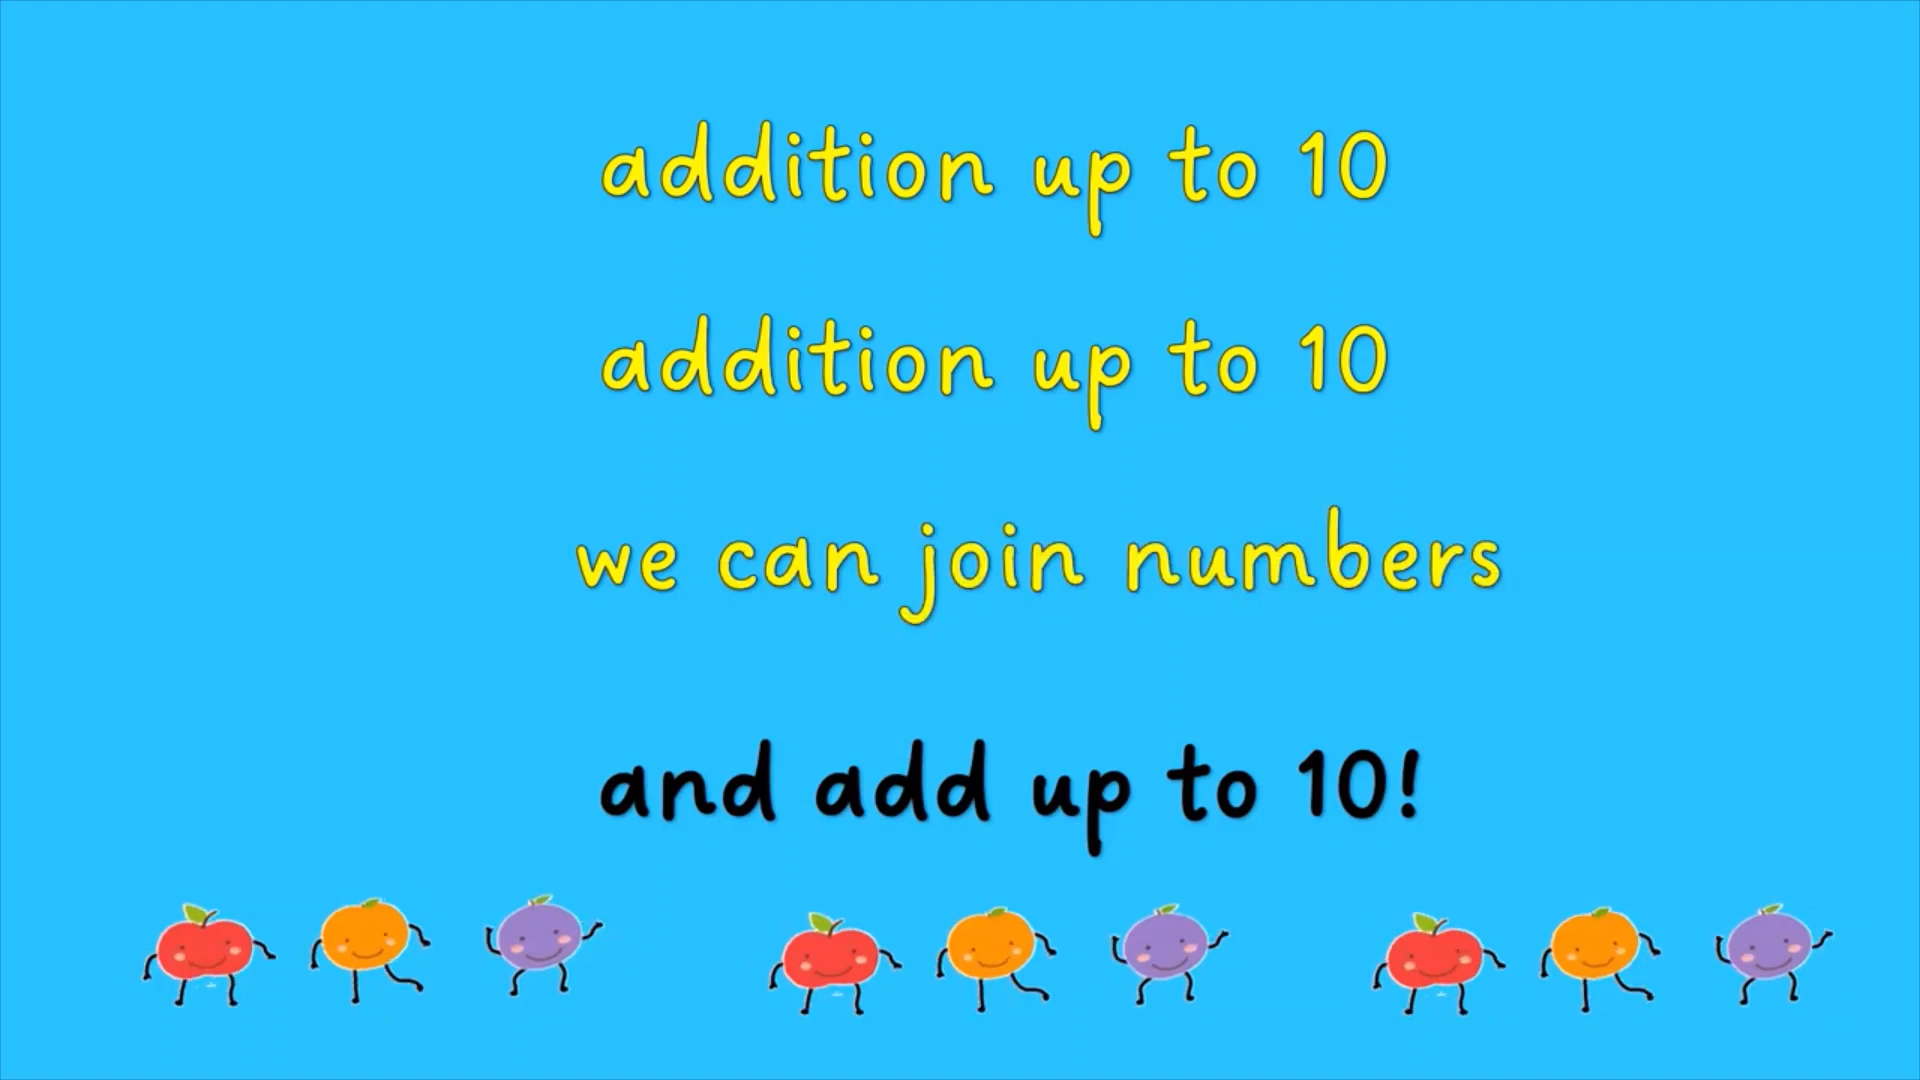 addition up to 10
addition up to 10
we can join numbers
and add up to 10!